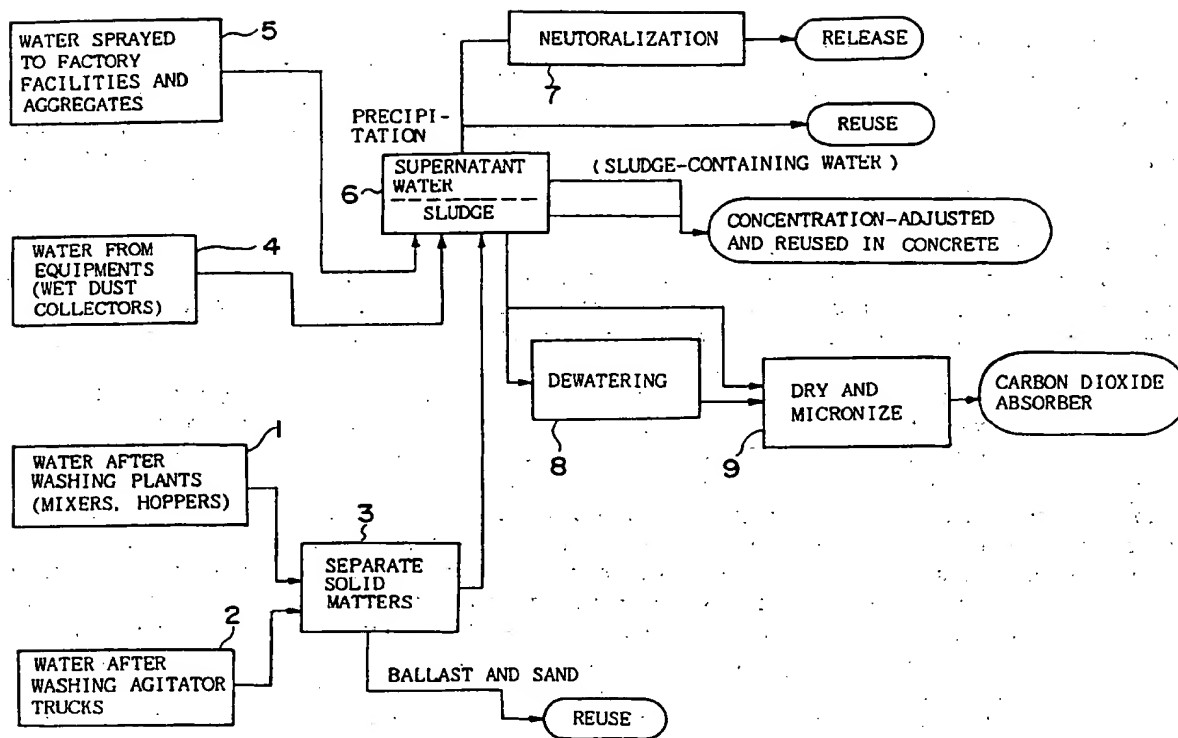 5
WATER SPRAYED
TO FACTORY
FACILITIES AND
AGGREGATES
NEUTORALIZATION
7
RELEASE
PRECIPI-
TATION
REUSE
6
SUPERNATANT
WATER
SLUDGE
(SLUDGE-CONTAINING WATER)
CONCENTRATION-ADJUSTED
AND REUSED IN CONCRETE
4
WATER FROM
EQUIPMENTS
(WET DUST
COLLECTORS)
DEWATERING
8
DRY AND
MICRONIZE
9
CARBON DIOXIDE
ABSORBER
1
WATER AFTER
WASHING PLANTS
(MIXERS, HOPPERS)
3
SEPARATE
SOLID
MATTERS
2
WATER AFTER
WASHING AGITATOR
TRUCKS
BALLAST AND SAND
REUSE